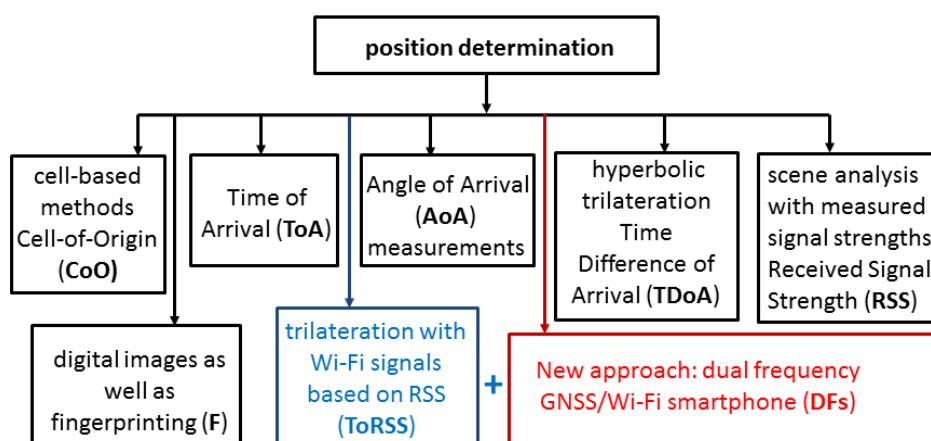 position determination
cell-based
methods
Cell-of-Origin
(CoO)
Time of
Arrival (ToA)
Angle of Arrival
(AoA)
measurements
hyperbolic
trilateration
Time
Difference of
Arrival (TDoA)
scene analysis
with measured
signal strengths
Received Signal
Strength (RSS)
digital images as
well as
fingerprinting (F)
trilateration with
Wi-Fi signals
based on RSS
(ToRSS)
+
New approach: dual frequency
GNSS/Wi-Fi smartphone (DFs)